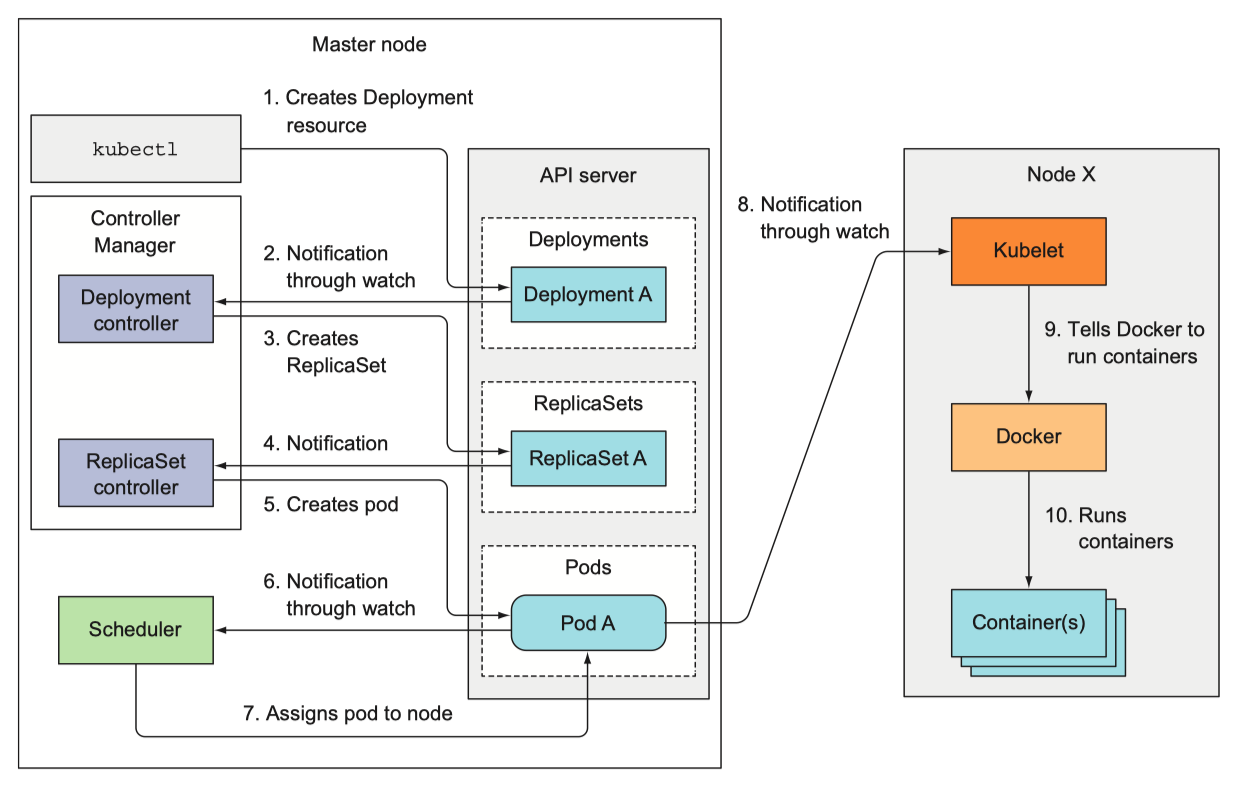 Master node
1. Creates Deployment
resource
kubectl
API server
Controller
Manager
Deployments
2. Notification
through watch
Deployment A
Deployment
controller
3. Creates
ReplicaSet
ReplicaSets
4. Notification
ReplicaSet A
ReplicaSet
controller
5. Creates pod
Pods
6. Notification
through watch
Pod A
Scheduler
7. Assigns pod to node
8. Notification
through watch
Node X
Kubelet
9. Tells Docker to
run containers
Docker
10. Runs
containers
Container(s)